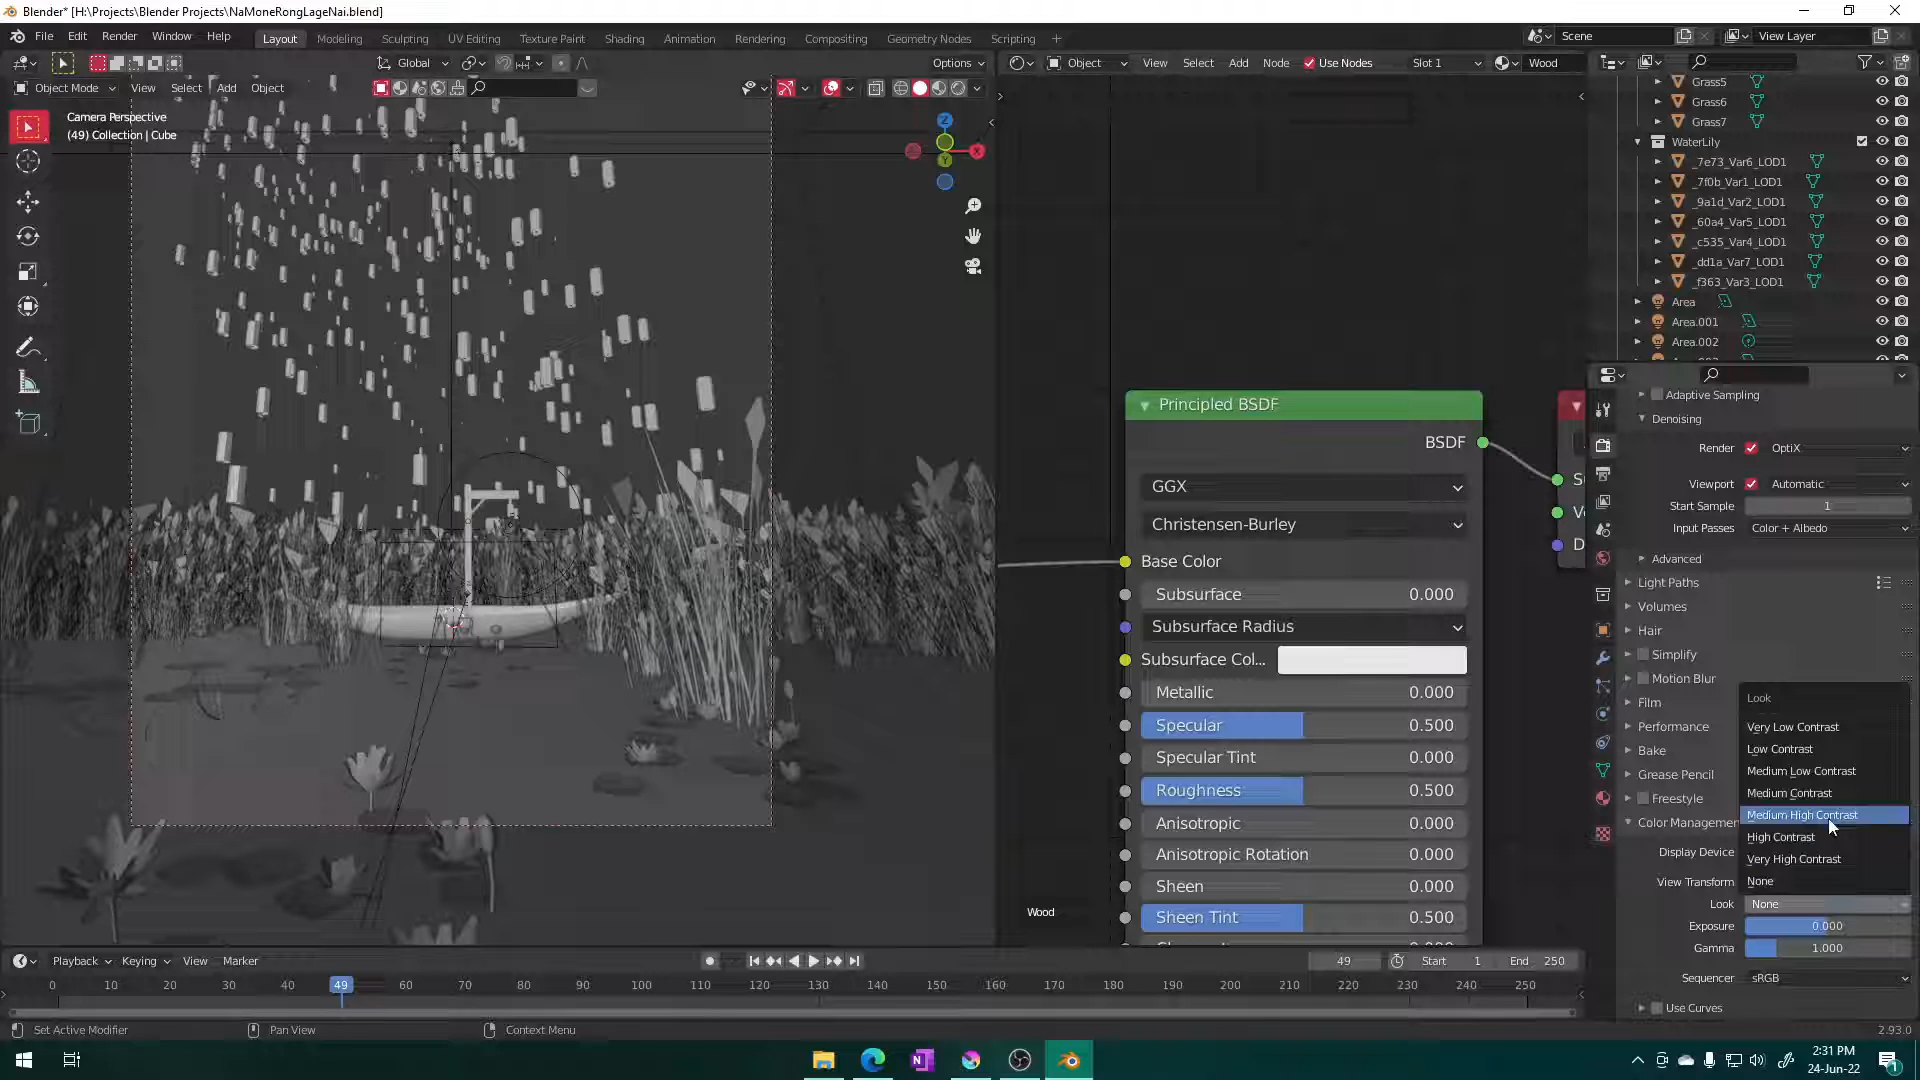 Blender* [H:\Projects\Blender Projects\NaMoneRongLageNai.blend]
File Edit Render Window Help
Layout Modeling Sculpting UV Editing Texture Paint Shading Animation Rendering Compositing Geometry Nodes Scripting +
Scene
View Layer
Global
Options
Object
View Select Add Node
Use Nodes
Slot 1
Wood
Object Mode View Select Add Object
Camera Perspective
(49) Collection | Cube
Z
X
Y
Grass5
Grass6
Grass7
WaterLily
_7e73_Var6_LOD1
_7f0b_Var1_LOD1
_9a1d_Var2_LOD1
_60a4_Var5_LOD1
_c535_Var4_LOD1
_dd1a_Var7_LOD1
_f363_Var3_LOD1
Area
Area.001
Area.002
Principled BSDF
BSDF
GGX
Christensen-Burley
Base Color
Subsurface 0.000
Subsurface Radius
Subsurface Col...
Metallic 0.000
Specular 0.500
Specular Tint 0.000
Roughness 0.500
Anisotropic 0.000
Anisotropic Rotation 0.000
Sheen 0.000
Sheen Tint 0.500
Wood
Adaptive Sampling
Denoising
Render OptiX
Viewport Automatic
Start Sample 1
Input Passes Color + Albedo
Advanced
Light Paths
Volumes
Hair
Simplify
Motion Blur
Film
Performance
Bake
Grease Pencil
Freestyle
Color Managemen
Display Device
View Transform
Look None
Exposure 0.000
Gamma 1.000
Sequencer sRGB
Use Curves
Look
Very Low Contrast
Low Contrast
Medium Low Contrast
Medium Contrast
Medium High Contrast
High Contrast
Very High Contrast
None
Playback Keying View Marker
49 Start 1 End 250
0 20 30 40 49 60 70 80 90 100 110 120 130 140 150 160 170 180 190 200 210 220 230 240 250
Set Active Modifier Pan View Context Menu 2.93.0
2:31 PM
24-Jun-22